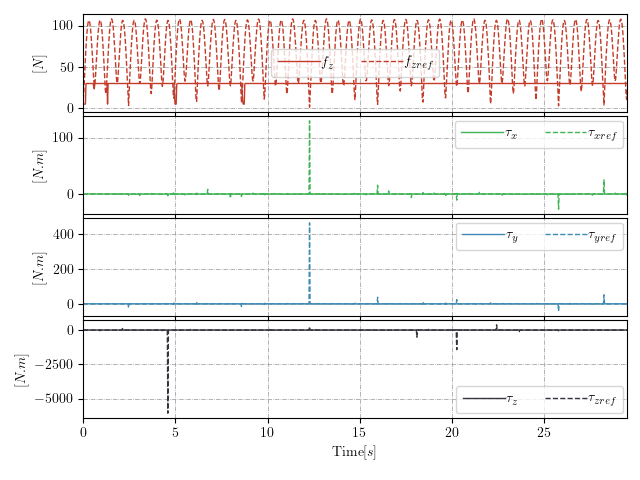 100
50
0
[N]
f_z f_zref
100
0
[N.m]
τ_x τ_xref
400
200
0
[N.m]
τ_y τ_yref
0
−2500
−5000
[N.m]
τ_z τ_zref
0 5 10 15 20 25
Time[s]